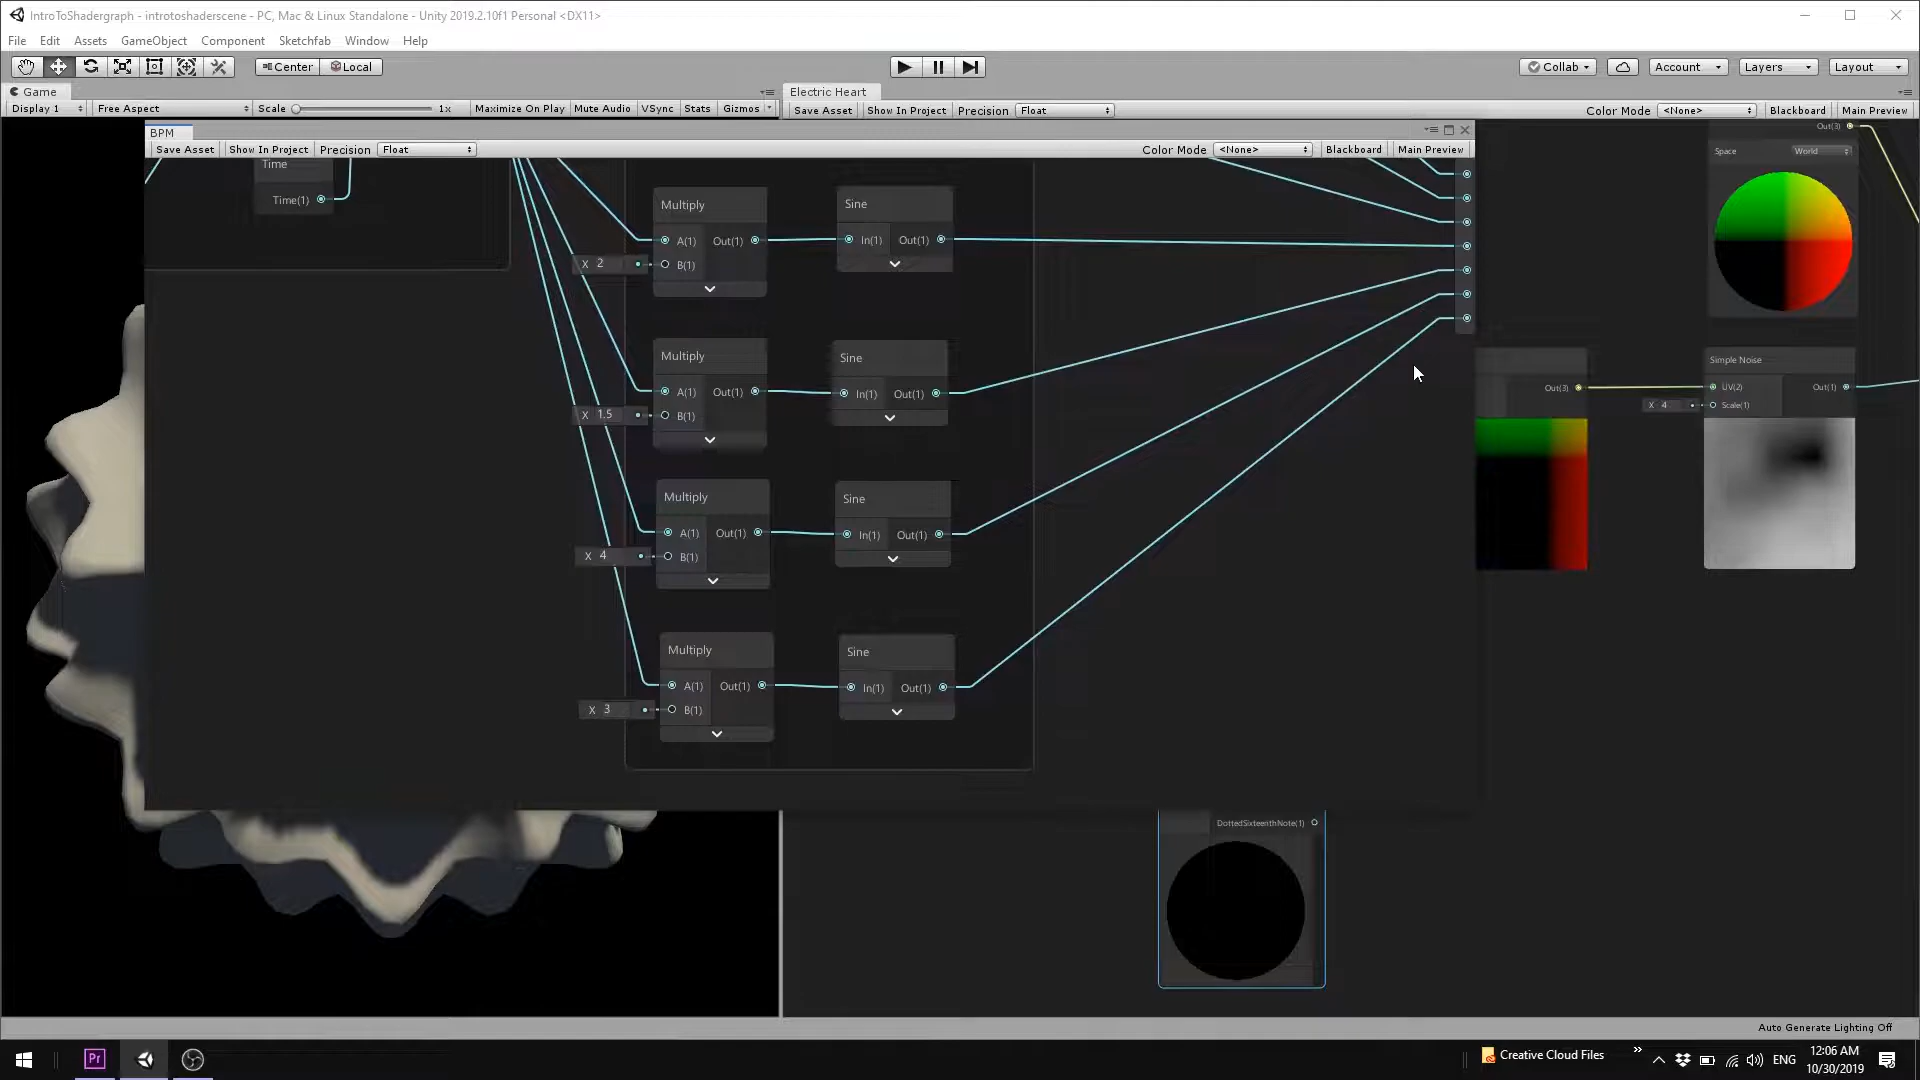 IntroToShadergraph - introtoshaderscene - PC, Mac & Linux Standalone - Unity 2019.2.10f1 Personal <DX11>
File Edit Assets GameObject Component Sketchfab Window Help
Center Local Collab Account Layers Layout
Game Electric Heart
Display 1 Free Aspect Scale 1x Maximize On Play Mute Audio VSync Stats Gizmos
Save Asset Show In Project Precision Float Color Mode <None> Blackboard Main Preview
BPM
Save Asset Show In Project Precision Float Color Mode <None> Blackboard Main Preview
Out(3)
Space World
Time
Time(1)
Multiply Sine
A(1) Out(1) In(1) Out(1)
X 2 B(1)
Multiply Sine
A(1) Out(1) In(1) Out(1)
X 1.5 B(1)
Simple Noise
Out(3) UV(2) Out(1)
X 4 Scale(1)
Multiply Sine
A(1) Out(1) In(1) Out(1)
X 4 B(1)
Multiply Sine
A(1) Out(1) In(1) Out(1)
X 3 B(1)
DottedSixteenthNote(1)
Auto Generate Lighting Off
Pr Creative Cloud Files » ENG 12:06 AM
10/30/2019